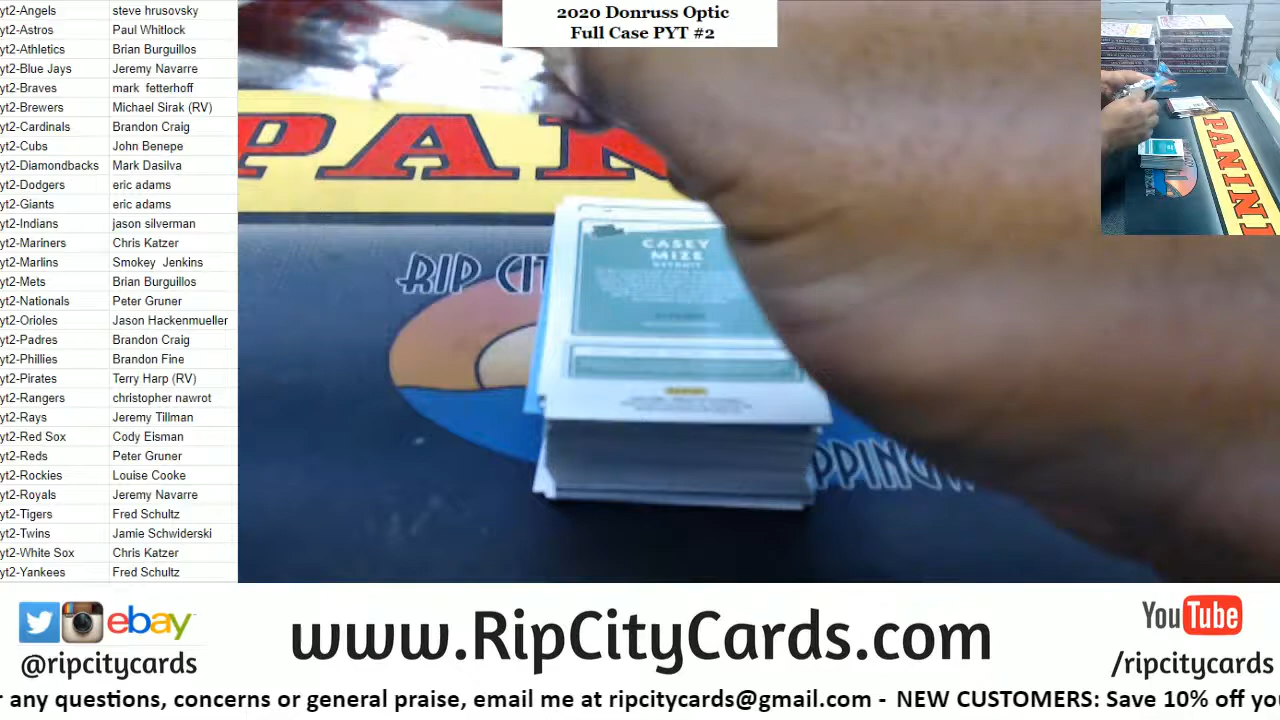 2020 Donruss Optic
Full Case PYT #2
yt2-Angels steve hrusovsky
yt2-Astros Paul Whitlock
yt2-Athletics Brian Burguillos
yt2-Blue Jays Jeremy Navarre
yt2-Braves mark fetterhoff
yt2-Brewers Michael Sirak (RV)
yt2-Cardinals Brandon Craig
yt2-Cubs John Benepe
yt2-Diamondbacks Mark Dasilva
yt2-Dodgers eric adams
yt2-Giants eric adams
yt2-Indians jason silverman
yt2-Mariners Chris Katzer
yt2-Marlins Smokey Jenkins
yt2-Mets Brian Burguillos
yt2-Nationals Peter Gruner
yt2-Orioles Jason Hackenmueller
yt2-Padres Brandon Craig
yt2-Phillies Brandon Fine
yt2-Pirates Terry Harp (RV)
yt2-Rangers christopher nawrot
yt2-Rays Jeremy Tillman
yt2-Red Sox Cody Elsman
yt2-Reds Peter Gruner
yt2-Rockies Louise Cooke
yt2-Royals Jeremy Navarre
yt2-Tigers Fred Schultz
yt2-Twins Jamie Schwiderski
yt2-White Sox Chris Katzer
yt2-Yankees Fred Schultz
PAN
RIP CIT
CASEY
MIZE
DETROIT
PANINI
PPING
PANINI
ebay
@ripcitycards
www.RipCityCards.com
YouTube
/ripcitycards
r any questions, concerns or general praise, email me at ripcitycards@gmail.com - NEW CUSTOMERS: Save 10% off you